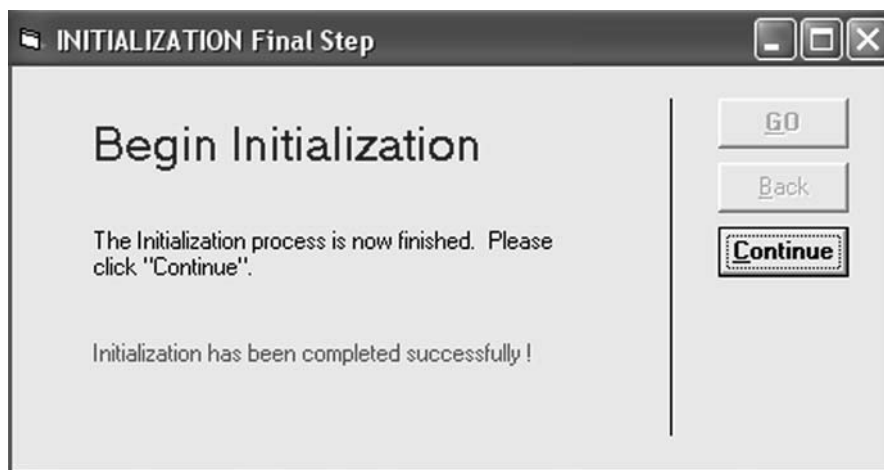 INITIALIZATION Final Step
Begin Initialization
The Initialization process is now finished.  Please
click "Continue".
Initialization has been completed successfully !
GO
Back
Continue